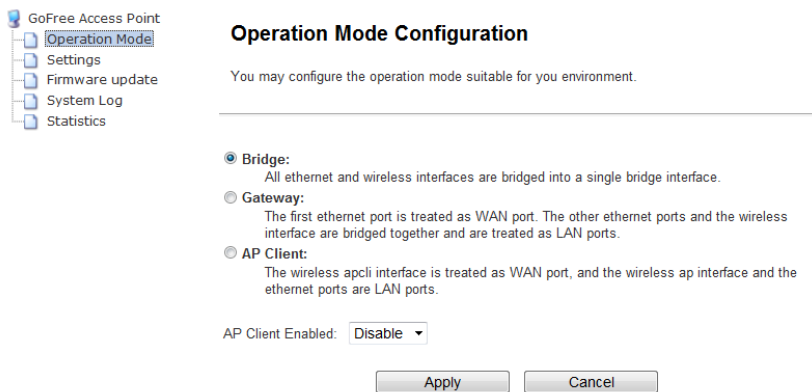 GoFree Access Point
Operation Mode
Settings
Firmware update
System Log
Statistics
Operation Mode Configuration
You may configure the operation mode suitable for you environment.
Bridge:
All ethernet and wireless interfaces are bridged into a single bridge interface.
Gateway:
The first ethernet port is treated as WAN port. The other ethernet ports and the wireless
interface are bridged together and are treated as LAN ports.
AP Client:
The wireless apcli interface is treated as WAN port, and the wireless ap interface and the
ethernet ports are LAN ports.
AP Client Enabled: Disable
Apply Cancel